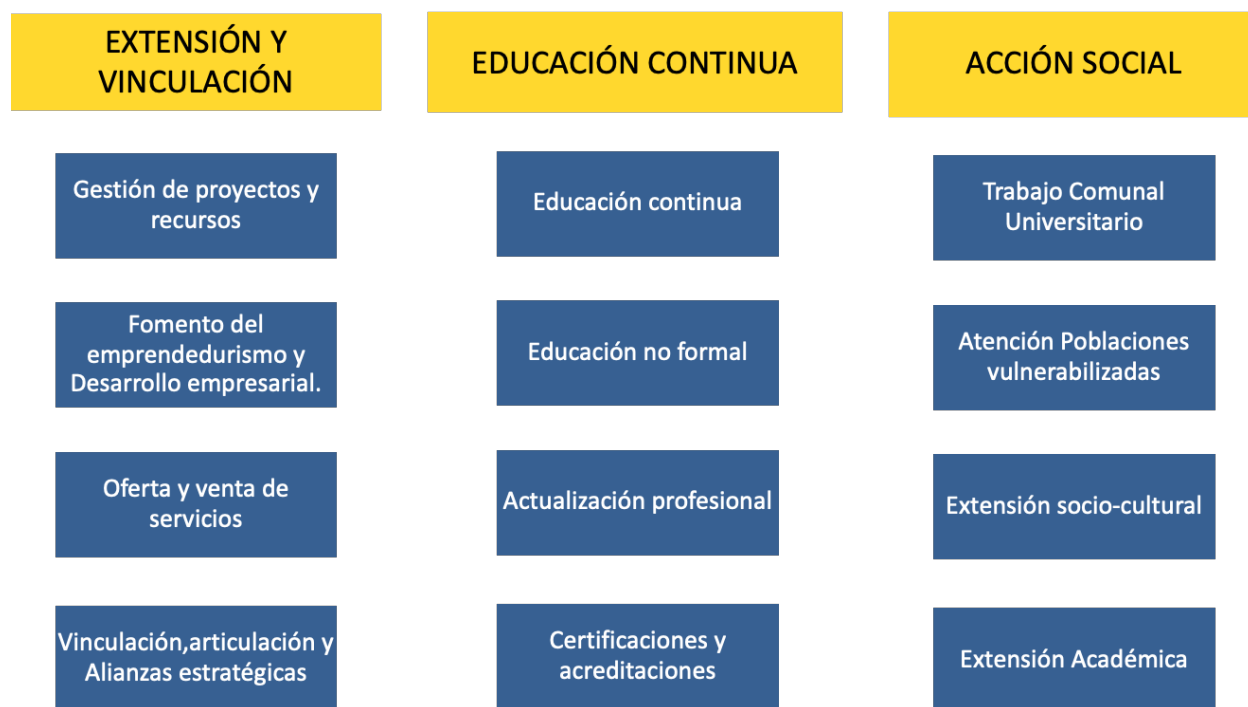 EXTENSIÓN Y
VINCULACIÓN
Gestión de proyectos y
recursos
Fomento del
emprendedurismo y
Desarrollo empresarial.
Oferta y venta de
servicios
Vinculación,articulación y
Alianzas estratégicas
EDUCACIÓN CONTINUA
Educación continua
Educación no formal
Actualización profesional
Certificaciones y
acreditaciones
ACCIÓN SOCIAL
Trabajo Comunal
Universitario
Atención Poblaciones
vulnerabilizadas
Extensión socio-cultural
Extensión Académica